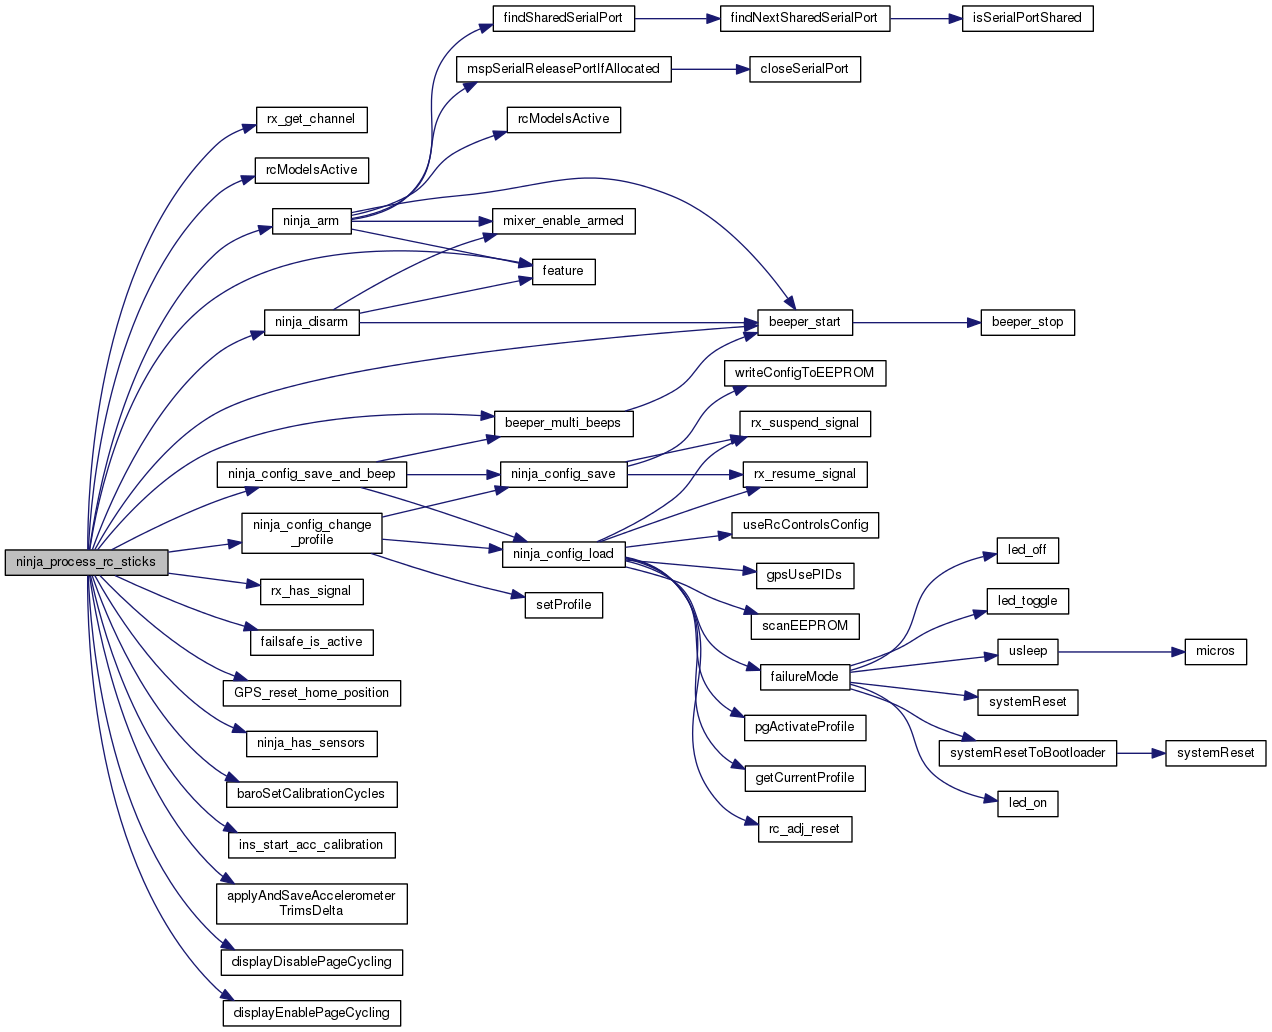 findSharedSerialPort
findNextSharedSerialPort
isSerialPortShared
mspSerialReleasePortIfAllocated
closeSerialPort
rx_get_channel
rcModeIsActive
rcModeIsActive
ninja_arm
mixer_enable_armed
feature
ninja_disarm
beeper_start
beeper_stop
writeConfigToEEPROM
beeper_multi_beeps
rx_suspend_signal
ninja_config_save_and_beep
ninja_config_save
rx_resume_signal
ninja_config_change
_profile
useRcControlsConfig
ninja_process_rc_sticks
ninja_config_load
led_off
rx_has_signal
gpsUsePIDs
setProfile
led_toggle
failsafe_is_active
scanEEPROM
usleep
micros
failureMode
GPS_reset_home_position
systemReset
pgActivateProfile
ninja_has_sensors
systemResetToBootloader
systemReset
getCurrentProfile
baroSetCalibrationCycles
led_on
rc_adj_reset
ins_start_acc_calibration
applyAndSaveAccelerometer
TrimsDelta
displayDisablePageCycling
displayEnablePageCycling